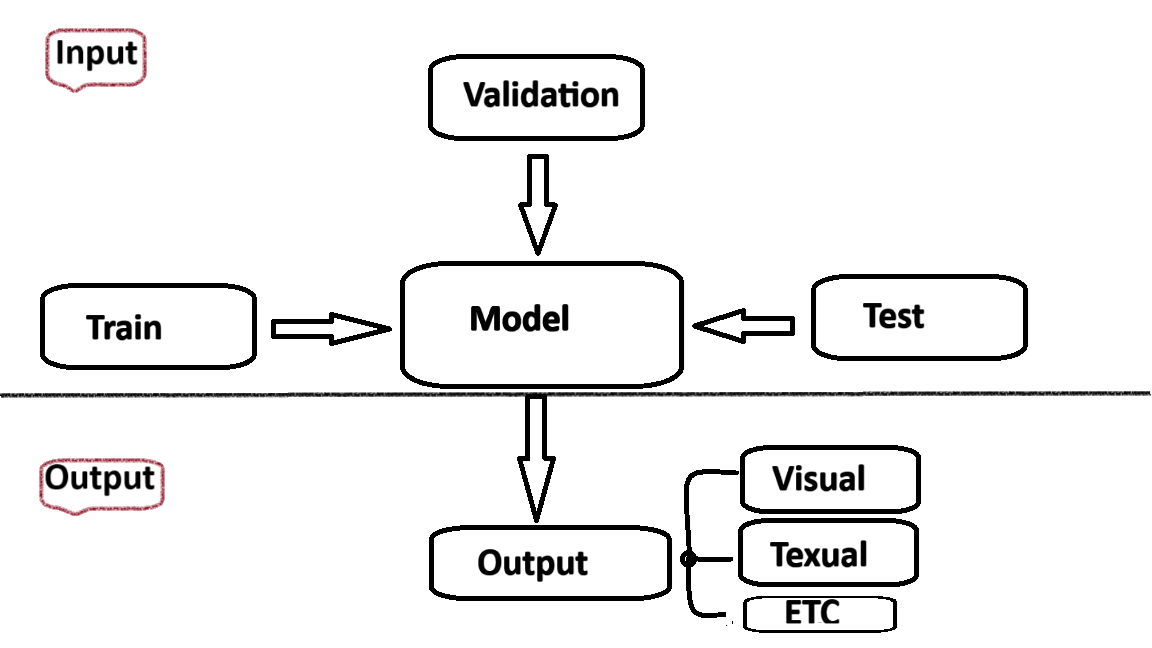 Input
Validation
Train
Model
Test
Output
Output
Visual
Texual
ETC